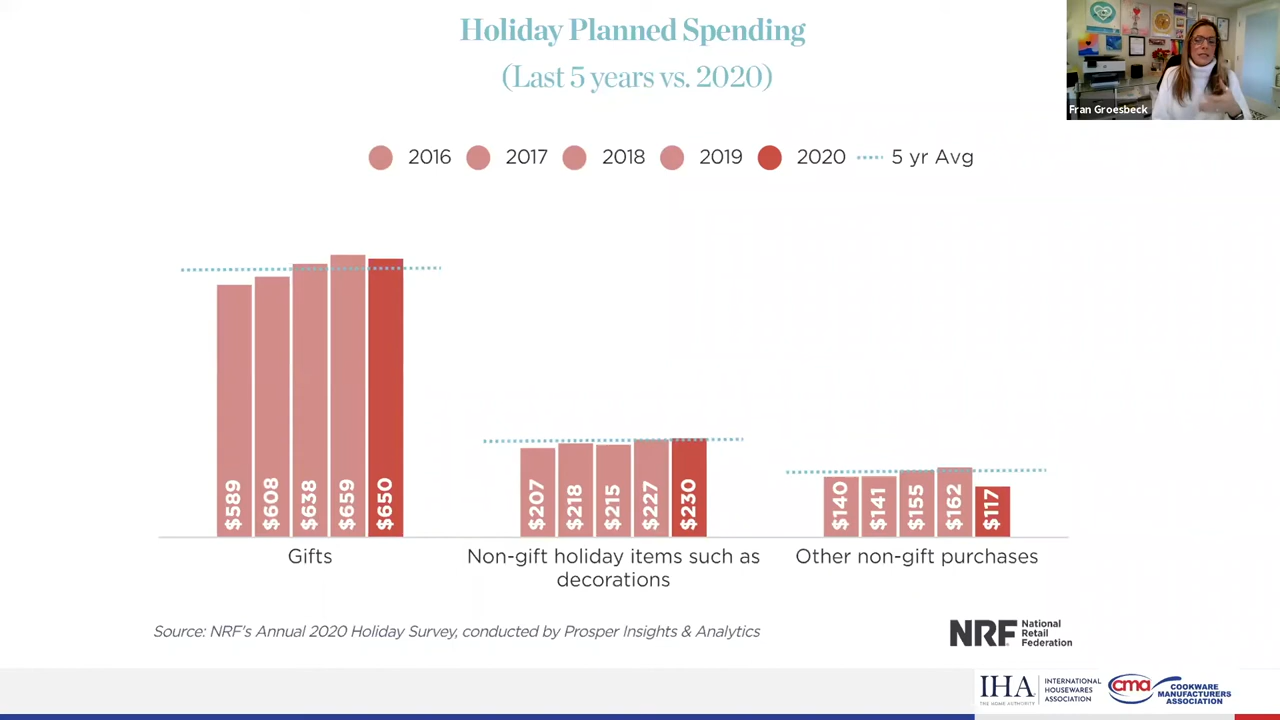 Holiday Planned Spending
(Last 5 years vs. 2020)
Fran Groesbeck
2016 2017 2018 2019 2020 5 yr Avg
$589 $608 $638 $659 $650
$207 $218 $215 $227 $230
$140 $141 $155 $162 $117
Gifts
Non-gift holiday items such as
decorations
Other non-gift purchases
Source: NRF's Annual 2020 Holiday Survey, conducted by Prosper Insights & Analytics
NRF
National
Retail
Federation
IHA
THE HOME AUTHORITY
INTERNATIONAL
HOUSEWARES
ASSOCIATION
cma
COOKWARE
MANUFACTURERS
ASSOCIATION